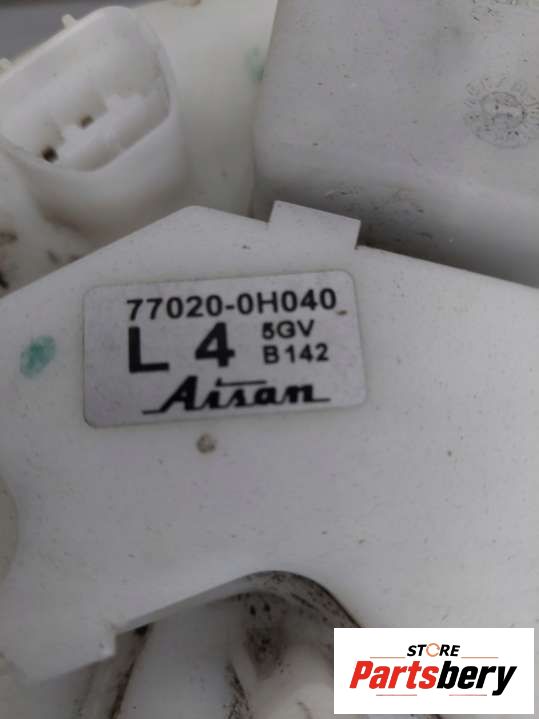 77020-0H040
L 4 5GV
B142
Aisan
STORE
Partsbery